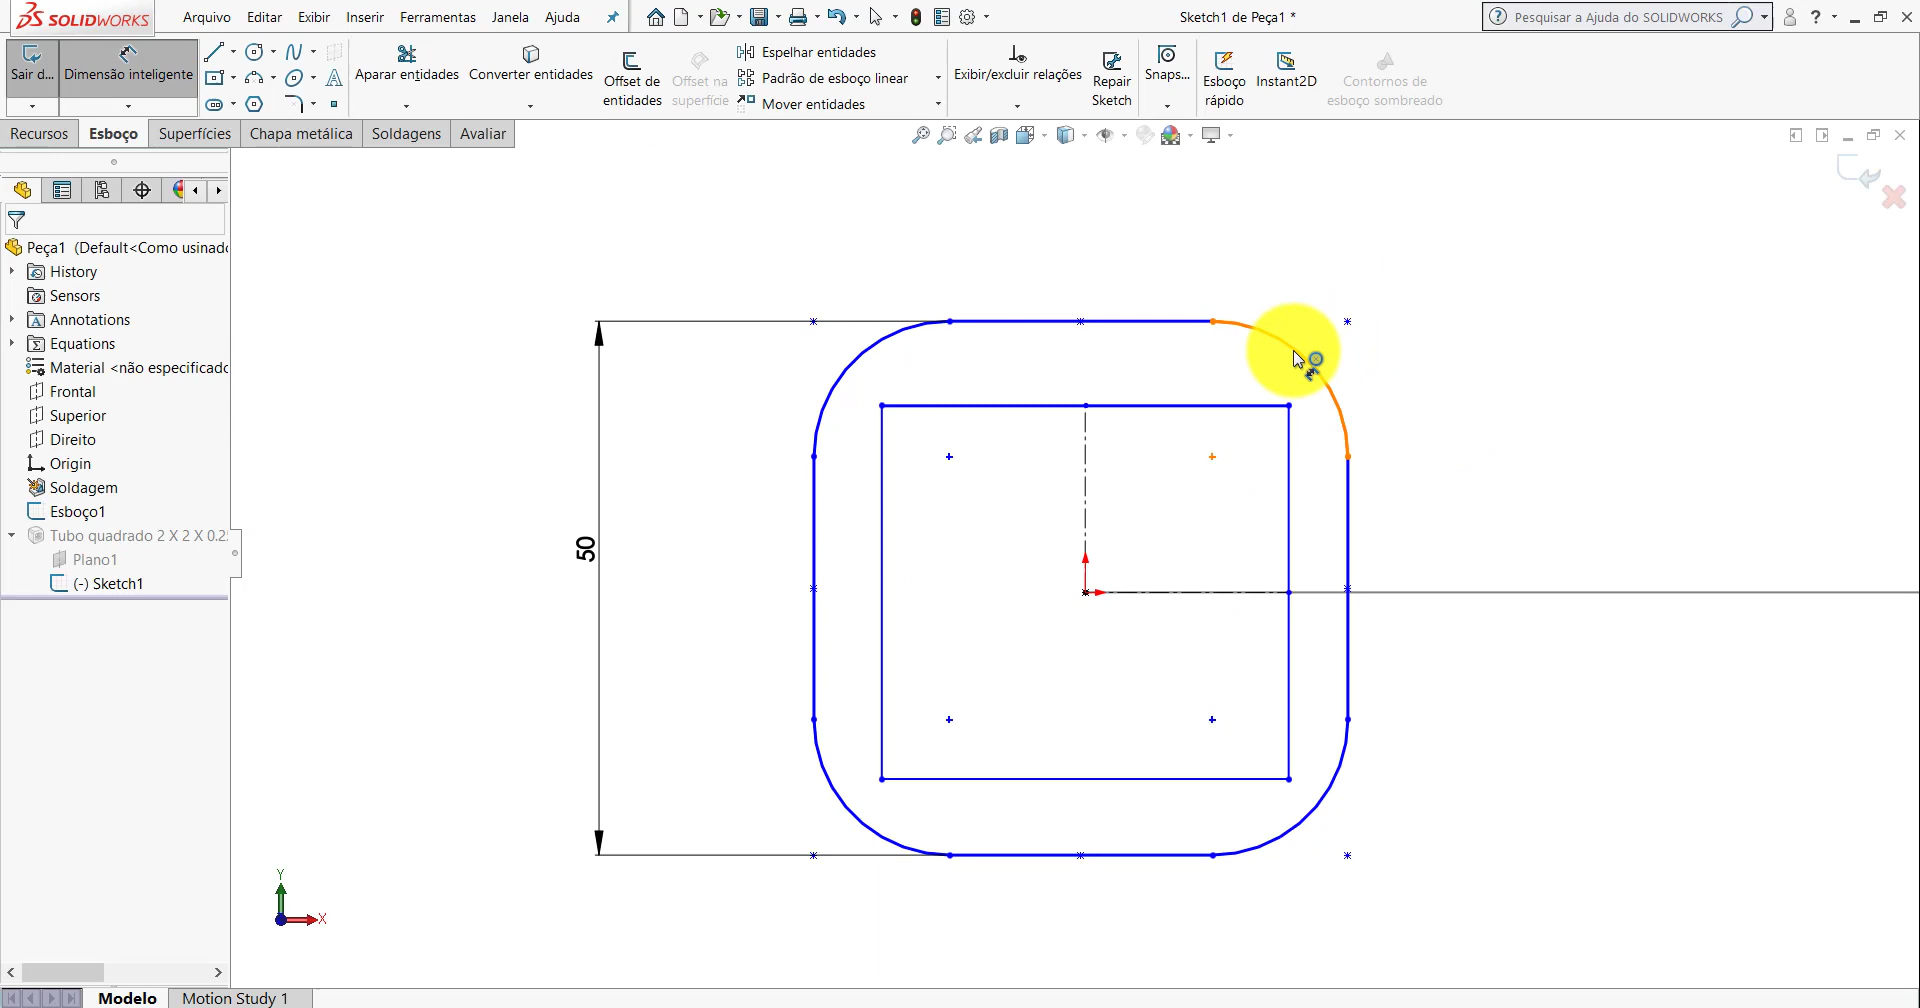 SOLIDWORKS
Arquivo Editar Exibir Inserir Ferramentas Janela Ajuda
Sketch1 de Peça1 *
Pesquisar a Ajuda do SOLIDWORKS
Sair d...
Dimensão inteligente
Aparar entidades
Converter entidades
Offset de
entidades
Offset na
superfície
Espelhar entidades
Padrão de esboço linear
Mover entidades
Exibir/excluir relações
Repair
Sketch
Snaps...
Esboço
rápido
Instant2D
Contornos de
esboço sombreado
Recursos Esboço Superfícies Chapa metálica Soldagens Avaliar
Peça1 (Default<Como usinado
History
Sensors
Annotations
Equations
Material <não especificado
Frontal
Superior
Direito
Origin
Soldagem
Esboço1
Tubo quadrado 2 X 2 X 0.2
Plano1
(-) Sketch1
50
Y
X
Modelo Motion Study 1